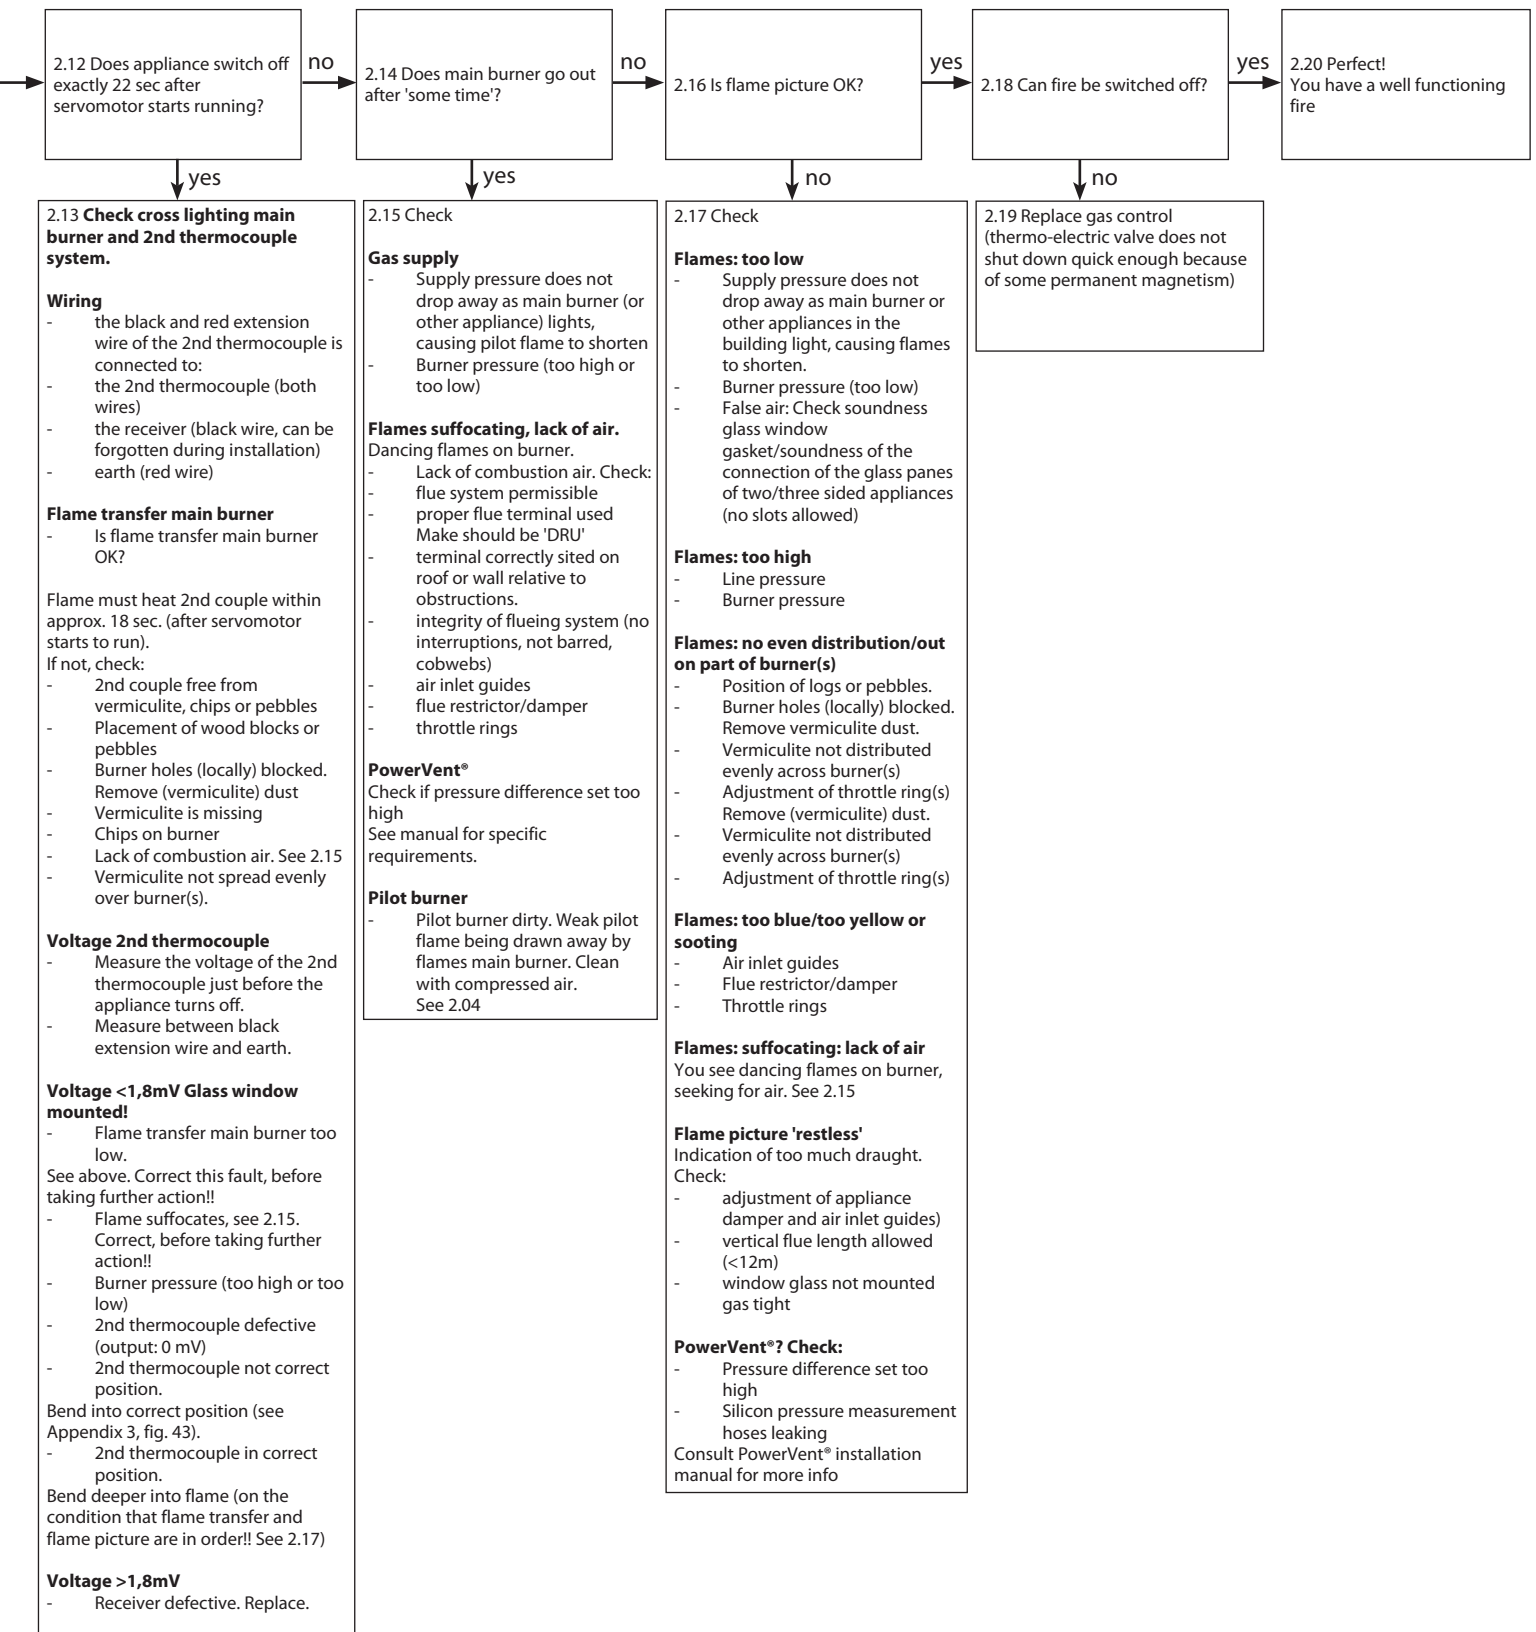 2.12 Does appliance switch off
exactly 22 sec after
servomotor starts running?
no
2.14 Does main burner go out
after 'some time'?
no
2.16 Is flame picture OK?
yes
2.18 Can fire be switched off?
yes
2.20 Perfect!
You have a well functioning
fire
yes
yes
no
no
2.13 Check cross lighting main
burner and 2nd thermocouple
system.
Wiring
- the black and red extension
wire of the 2nd thermocouple is
connected to:
- the 2nd thermocouple (both
wires)
- the receiver (black wire, can be
forgotten during installation)
- earth (red wire)
Flame transfer main burner
- Is flame transfer main burner
OK?
Flame must heat 2nd couple within
approx. 18 sec. (after servomotor
starts to run).
If not, check:
- 2nd couple free from
vermiculite, chips or pebbles
- Placement of wood blocks or
pebbles
- Burner holes (locally) blocked.
Remove (vermiculite) dust
- Vermiculite is missing
- Chips on burner
- Lack of combustion air. See 2.15
- Vermiculite not spread evenly
over burner(s).
Voltage 2nd thermocouple
- Measure the voltage of the 2nd
thermocouple just before the
appliance turns off.
- Measure between black
extension wire and earth.
Voltage <1,8mV Glass window
mounted!
- Flame transfer main burner too
low.
See above. Correct this fault, before
taking further action!!
- Flame suffocates, see 2.15.
Correct, before taking further
action!!
- Burner pressure (too high or too
low)
- 2nd thermocouple defective
(output: 0 mV)
- 2nd thermocouple not correct
position.
Bend into correct position (see
Appendix 3, fig. 43).
- 2nd thermocouple in correct
position.
Bend deeper into flame (on the
condition that flame transfer and
flame picture are in order!! See 2.17)
Voltage >1,8mV
- Receiver defective. Replace.
2.15 Check
Gas supply
- Supply pressure does not
drop away as main burner (or
other appliance) lights,
causing pilot flame to shorten
- Burner pressure (too high or
too low)
Flames suffocating, lack of air.
Dancing flames on burner.
- Lack of combustion air. Check:
- flue system permissible
- proper flue terminal used
Make should be 'DRU'
- terminal correctly sited on
roof or wall relative to
obstructions.
- integrity of flueing system (no
interruptions, not barred,
cobwebs)
- air inlet guides
- flue restrictor/damper
- throttle rings
PowerVent®
Check if pressure difference set too
high
See manual for specific
requirements.
Pilot burner
- Pilot burner dirty. Weak pilot
flame being drawn away by
flames main burner. Clean
with compressed air.
See 2.04
2.17 Check
Flames: too low
- Supply pressure does not
drop away as main burner or
other appliances in the
building light, causing flames
to shorten.
- Burner pressure (too low)
- False air: Check soundness
glass window
gasket/soundness of the
connection of the glass panes
of two/three sided appliances
(no slots allowed)
Flames: too high
- Line pressure
- Burner pressure
Flames: no even distribution/out
on part of burner(s)
- Position of logs or pebbles.
- Burner holes (locally) blocked.
Remove vermiculite dust.
- Vermiculite not distributed
evenly across burner(s)
- Adjustment of throttle ring(s)
Remove (vermiculite) dust.
- Vermiculite not distributed
evenly across burner(s)
- Adjustment of throttle ring(s)
Flames: too blue/too yellow or
sooting
- Air inlet guides
- Flue restrictor/damper
- Throttle rings
Flames: suffocating: lack of air
You see dancing flames on burner,
seeking for air. See 2.15
Flame picture 'restless'
Indication of too much draught.
Check:
- adjustment of appliance
damper and air inlet guides)
- vertical flue length allowed
(<12m)
- window glass not mounted
gas tight
PowerVent®? Check:
- Pressure difference set too
high
- Silicon pressure measurement
hoses leaking
Consult PowerVent® installation
manual for more info
2.19 Replace gas control
(thermo-electric valve does not
shut down quick enough because
of some permanent magnetism)